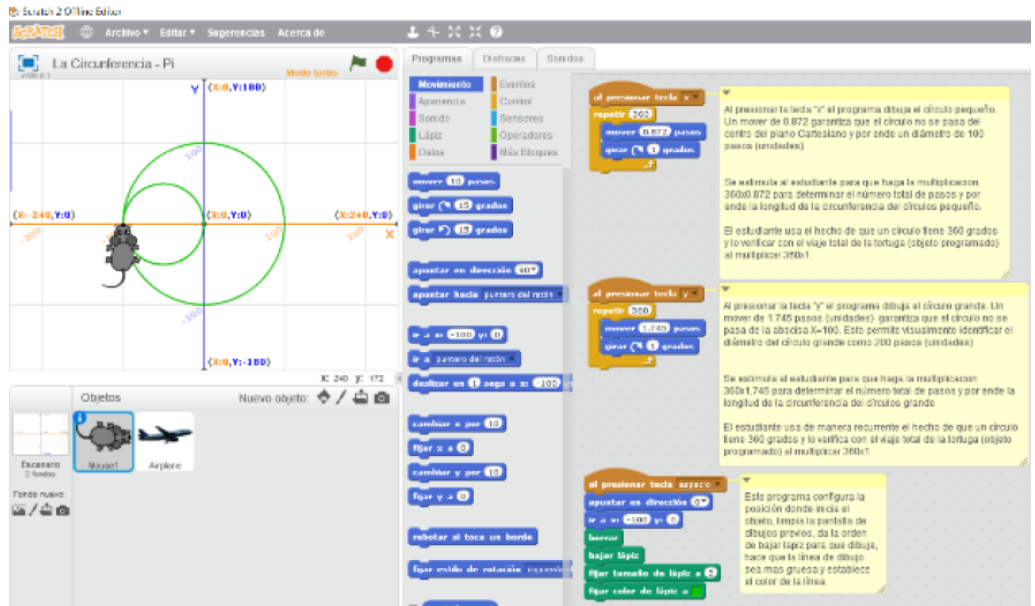 Scratch 2 Offline Editor
SCRATCH Archivo Editar Sugerencias Acerca de
La Circunferencia - Pi
Modo turbo
Y (X:0,Y:180)
100
(X:-240,Y:0) (X:0,Y:0) (X:240,Y:0)
-200 100 200 X
-100
(X:0,Y:-180)
X: 240 y: 172
Objetos Nuevo objeto:
Escenario
2 fondos
Mouse1 Airplane
Fondo nuevo:
Programas Disfraces Sonidos
Movimiento Eventos
Apariencia Control
Sonido Sensores
Lápiz Operadores
Datos Más Bloques
mover 10 pasos
girar 15 grados
girar 15 grados
apuntar en dirección 90
apuntar hacia puntero del ratón
ir a x: -100 y: 0
ir a puntero del ratón
deslizar en 1 segs a x: -100 y:
cambiar x por 10
fijar x a 0
cambiar y por 10
fijar y a 0
rebotar si toca un borde
fijar estilo de rotación izquierda
al presionar tecla x
repetir 360
mover 0.872 pasos
girar 1 grados
Al presionar la tecla "x" el programa dibuja el círculo pequeño.
Un mover de 0.872 garantiza que el círculo no se pasa del
centro del plano Cartesiano y por ende un diámetro de 100
pasos (unidades)
Se estimula al estudiante para que haga la multiplicacion
360x0.872 para determinar el número total de pasos y por
ende la longitud de la circunferencia del círculos pequeño.
El estudiante usa el hecho de que un círculo tiene 360 grados
y lo verificar con el viaje total de la tortuga (objeto programado)
al multiplicar 360x1.
al presionar tecla y
repetir 360
mover 1.745 pasos
girar 1 grados
Al presionar la tecla "y" el programa dibuja el círculo grande. Un
mover de 1.745 pasos (unidades) garantiza que el círculo no se
pasa de la abscisa X=100. Esto permite visualmente identificar el
diámetro del círculo grande como 200 pasos (unidades)
Se estimula al estudiante para que haga la multiplicacion
360x1.745 para determinar el número total de pasos y por ende la
longitud de la circunferencia del círculos grande
El estudiante usa de manera recurrente el hecho de que un círculo
tiene 360 grados y lo verifica con el viaje total de la tortuga (objeto
programado) al multiplicar 360x1
al presionar tecla espacio
apuntar en dirección 0
ir a x: -100 y: 0
borrar
bajar lápiz
fijar tamaño de lápiz a 2
fijar color de lápiz a
Este programa configura la
posición donde inicia el
objeto, limpia la pantalla de
dibujos previos, da la orden
de bajar lapiz para que dibuje,
hace que la línea de dibujo
sea mas gruesa y establece
el color de la línea.